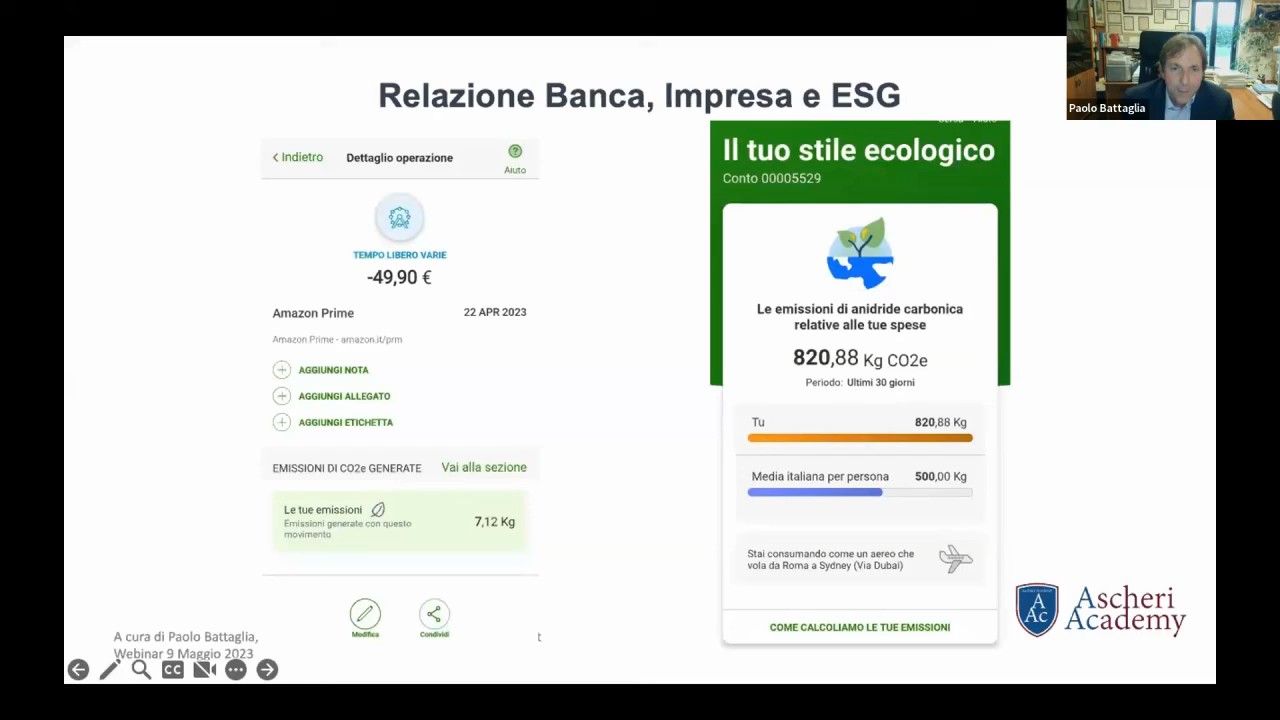 Paolo Battaglia
Relazione Banca, Impresa e ESG
Indietro
Dettaglio operazione
Aiuto
TEMPO LIBERO VARIE
-49,90 €
Amazon Prime
22 APR 2023
Amazon Prime - amazon.it/prm
AGGIUNGI NOTA
AGGIUNGI ALLEGATO
AGGIUNGI ETICHETTA
EMISSIONI DI CO2e GENERATE
Vai alla sezione
Le tue emissioni
Emissioni generate con questo
movimento
7,12 Kg
Modifica
Condividi
Il tuo stile ecologico
Conto 00005529
Le emissioni di anidride carbonica
relative alle tue spese
820,88 Kg CO2e
Periodo: Ultimi 30 giorni
Tu
820,88 Kg
Media italiana per persona
500,00 Kg
Stai consumando come un aereo che
vola da Roma a Sydney (Via Dubai)
COME CALCOLIAMO LE TUE EMISSIONI
A
Ac
Ascheri
Academy
A cura di Paolo Battaglia,
Webinar 9 Maggio 2023
t
CC